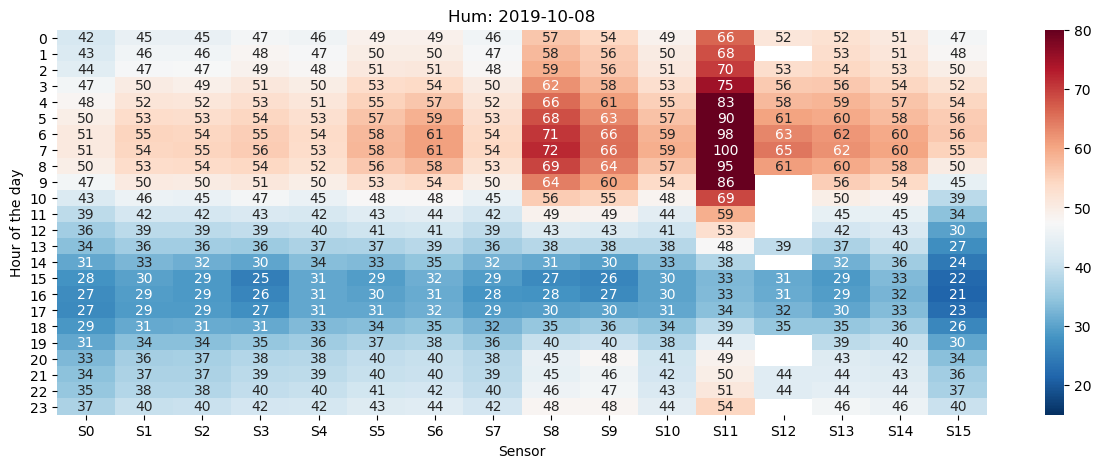 Hum: 2019-10-08
0 42 45 45 47 46 49 49 46 57 54 49 66 52 52 51 47
1 43 46 46 48 47 50 50 47 58 56 50 68 53 51 48
2 44 47 47 49 48 51 51 48 59 56 51 70 53 54 53 50
3 47 50 49 51 50 53 54 50 62 58 53 75 56 56 54 52
4 48 52 52 53 51 55 57 52 66 61 55 83 58 59 57 54
5 50 53 53 54 53 57 59 53 68 63 57 90 61 60 58 56
6 51 55 54 55 54 58 61 54 71 66 59 98 63 62 60 56
7 51 54 55 56 53 58 61 54 72 66 59 100 65 62 60 55
8 50 53 54 54 52 56 58 53 69 64 57 95 61 60 58 50
9 47 50 50 51 50 53 54 50 64 60 54 86 56 54 45
10 43 46 45 47 45 48 48 45 56 55 48 69 50 49 39
11 39 42 42 43 42 43 44 42 49 49 44 59 45 45 34
12 36 39 39 39 40 41 41 39 43 43 41 53 42 43 30
13 34 36 36 36 37 37 39 36 38 38 38 48 39 37 40 27
14 31 33 32 30 34 33 35 32 31 30 33 38 32 36 24
15 28 30 29 25 31 29 32 29 27 26 30 33 31 29 33 22
16 27 29 29 26 31 30 31 28 28 27 30 33 31 29 32 21
17 27 29 29 27 31 31 32 29 30 30 31 34 32 30 33 23
18 29 31 31 31 33 34 35 32 35 36 34 39 35 35 36 26
19 31 34 34 35 36 37 38 36 40 40 38 44 39 40 30
20 33 36 37 38 38 40 40 38 45 48 41 49 43 42 34
21 34 37 37 39 39 40 40 39 45 46 42 50 44 44 43 36
22 35 38 38 40 40 41 42 40 46 47 43 51 44 44 44 37
23 37 40 40 42 42 43 44 42 48 48 44 54 46 46 40
S0 S1 S2 S3 S4 S5 S6 S7 S8 S9 S10 S11 S12 S13 S14 S15
Sensor
Hour of the day
80
70
60
50
40
30
20